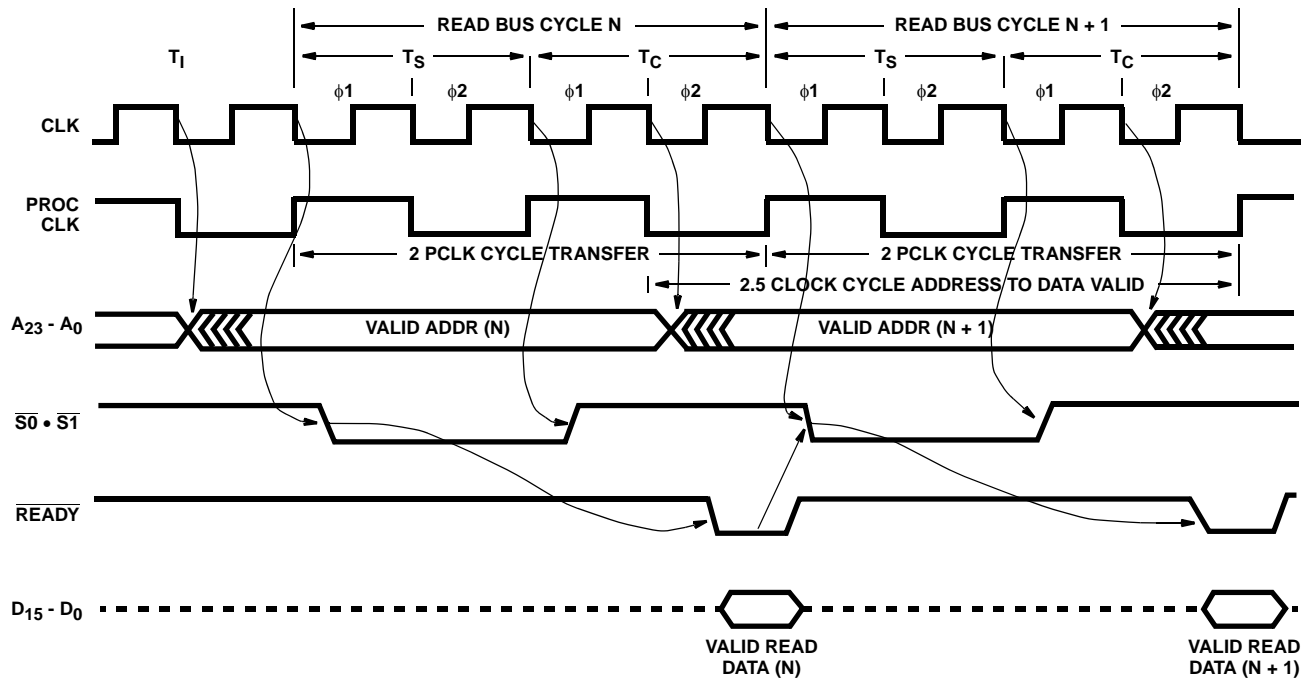 READ BUS CYCLE N
READ BUS CYCLE N + 1
TI
TS
TC
TS
TC
ϕ1
ϕ2
ϕ1
ϕ2
ϕ1
ϕ2
ϕ1
ϕ2
CLK
PROC
CLK
2 PCLK CYCLE TRANSFER
2 PCLK CYCLE TRANSFER
2.5 CLOCK CYCLE ADDRESS TO DATA VALID
A23 - A0
VALID ADDR (N)
VALID ADDR (N + 1)
S0 • S1
READY
D15 - D0
VALID READ
DATA (N)
VALID READ
DATA (N + 1)